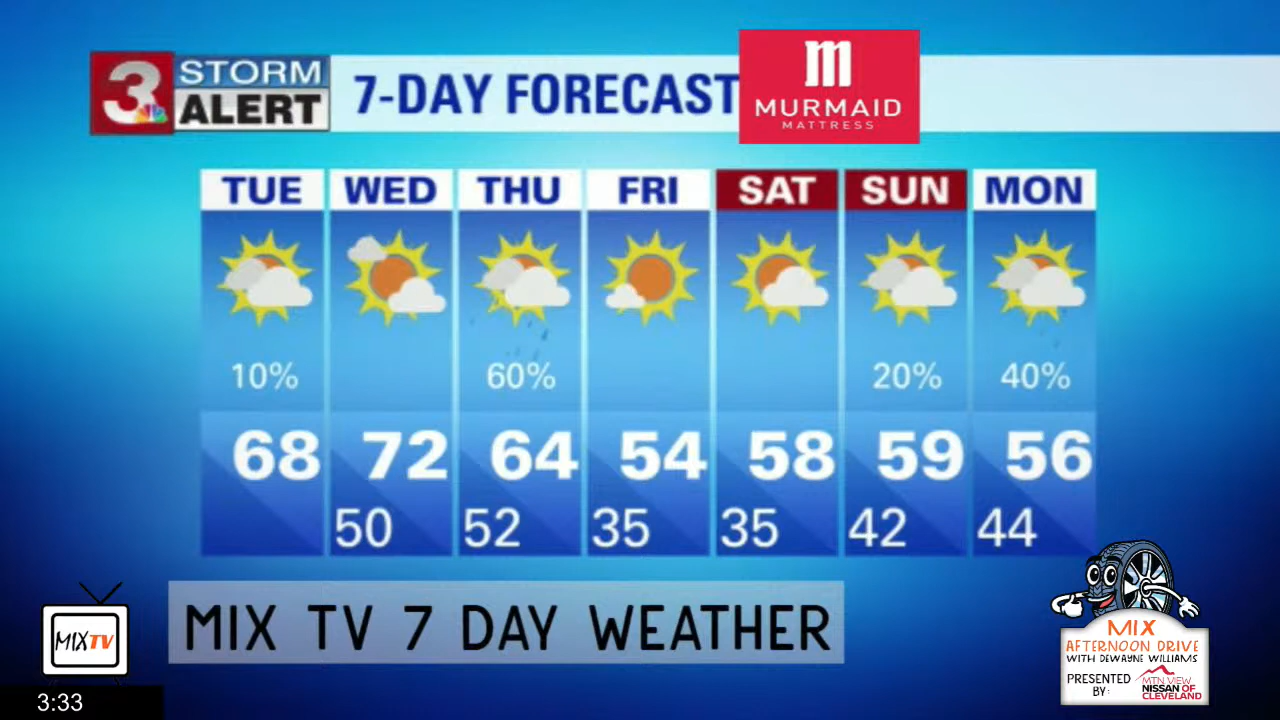 3 STORM ALERT
7-DAY FORECAST
m
MURMAID
MATTRESS
TUE WED THU FRI SAT SUN MON
10% 60% 20% 40%
68 72 64 54 58 59 56
50 52 35 35 42 44
MIX TV 7 DAY WEATHER
MIXTV
3:33
MIX
AFTERNOON DRIVE
WITH DEWAYNE WILLIAMS
PRESENTED BY:
MTN VIEW
NISSAN OF
CLEVELAND